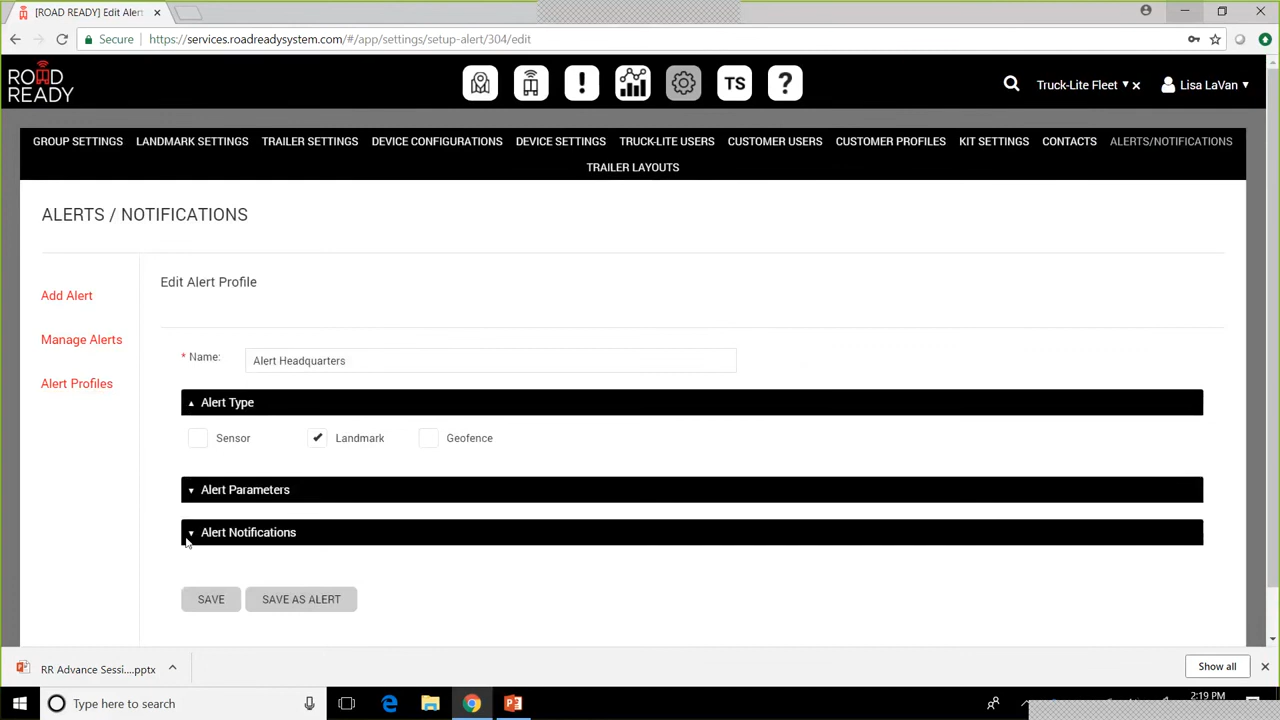 [ROAD READY] Edit Alert
Secure https://services.roadreadysystem.com/#/app/settings/setup-alert/304/edit
ROAD READY
! TS ?
Truck-Lite Fleet
Lisa LaVan
GROUP SETTINGS LANDMARK SETTINGS TRAILER SETTINGS DEVICE CONFIGURATIONS DEVICE SETTINGS TRUCK-LITE USERS CUSTOMER USERS CUSTOMER PROFILES KIT SETTINGS CONTACTS ALERTS/NOTIFICATIONS
TRAILER LAYOUTS
ALERTS / NOTIFICATIONS
Add Alert
Manage Alerts
Alert Profiles
Edit Alert Profile
* Name: Alert Headquarters
Alert Type
Sensor Landmark Geofence
Alert Parameters
Alert Notifications
SAVE SAVE AS ALERT
RR Advance Sessi....pptx
Show all
Type here to search
2:19 PM